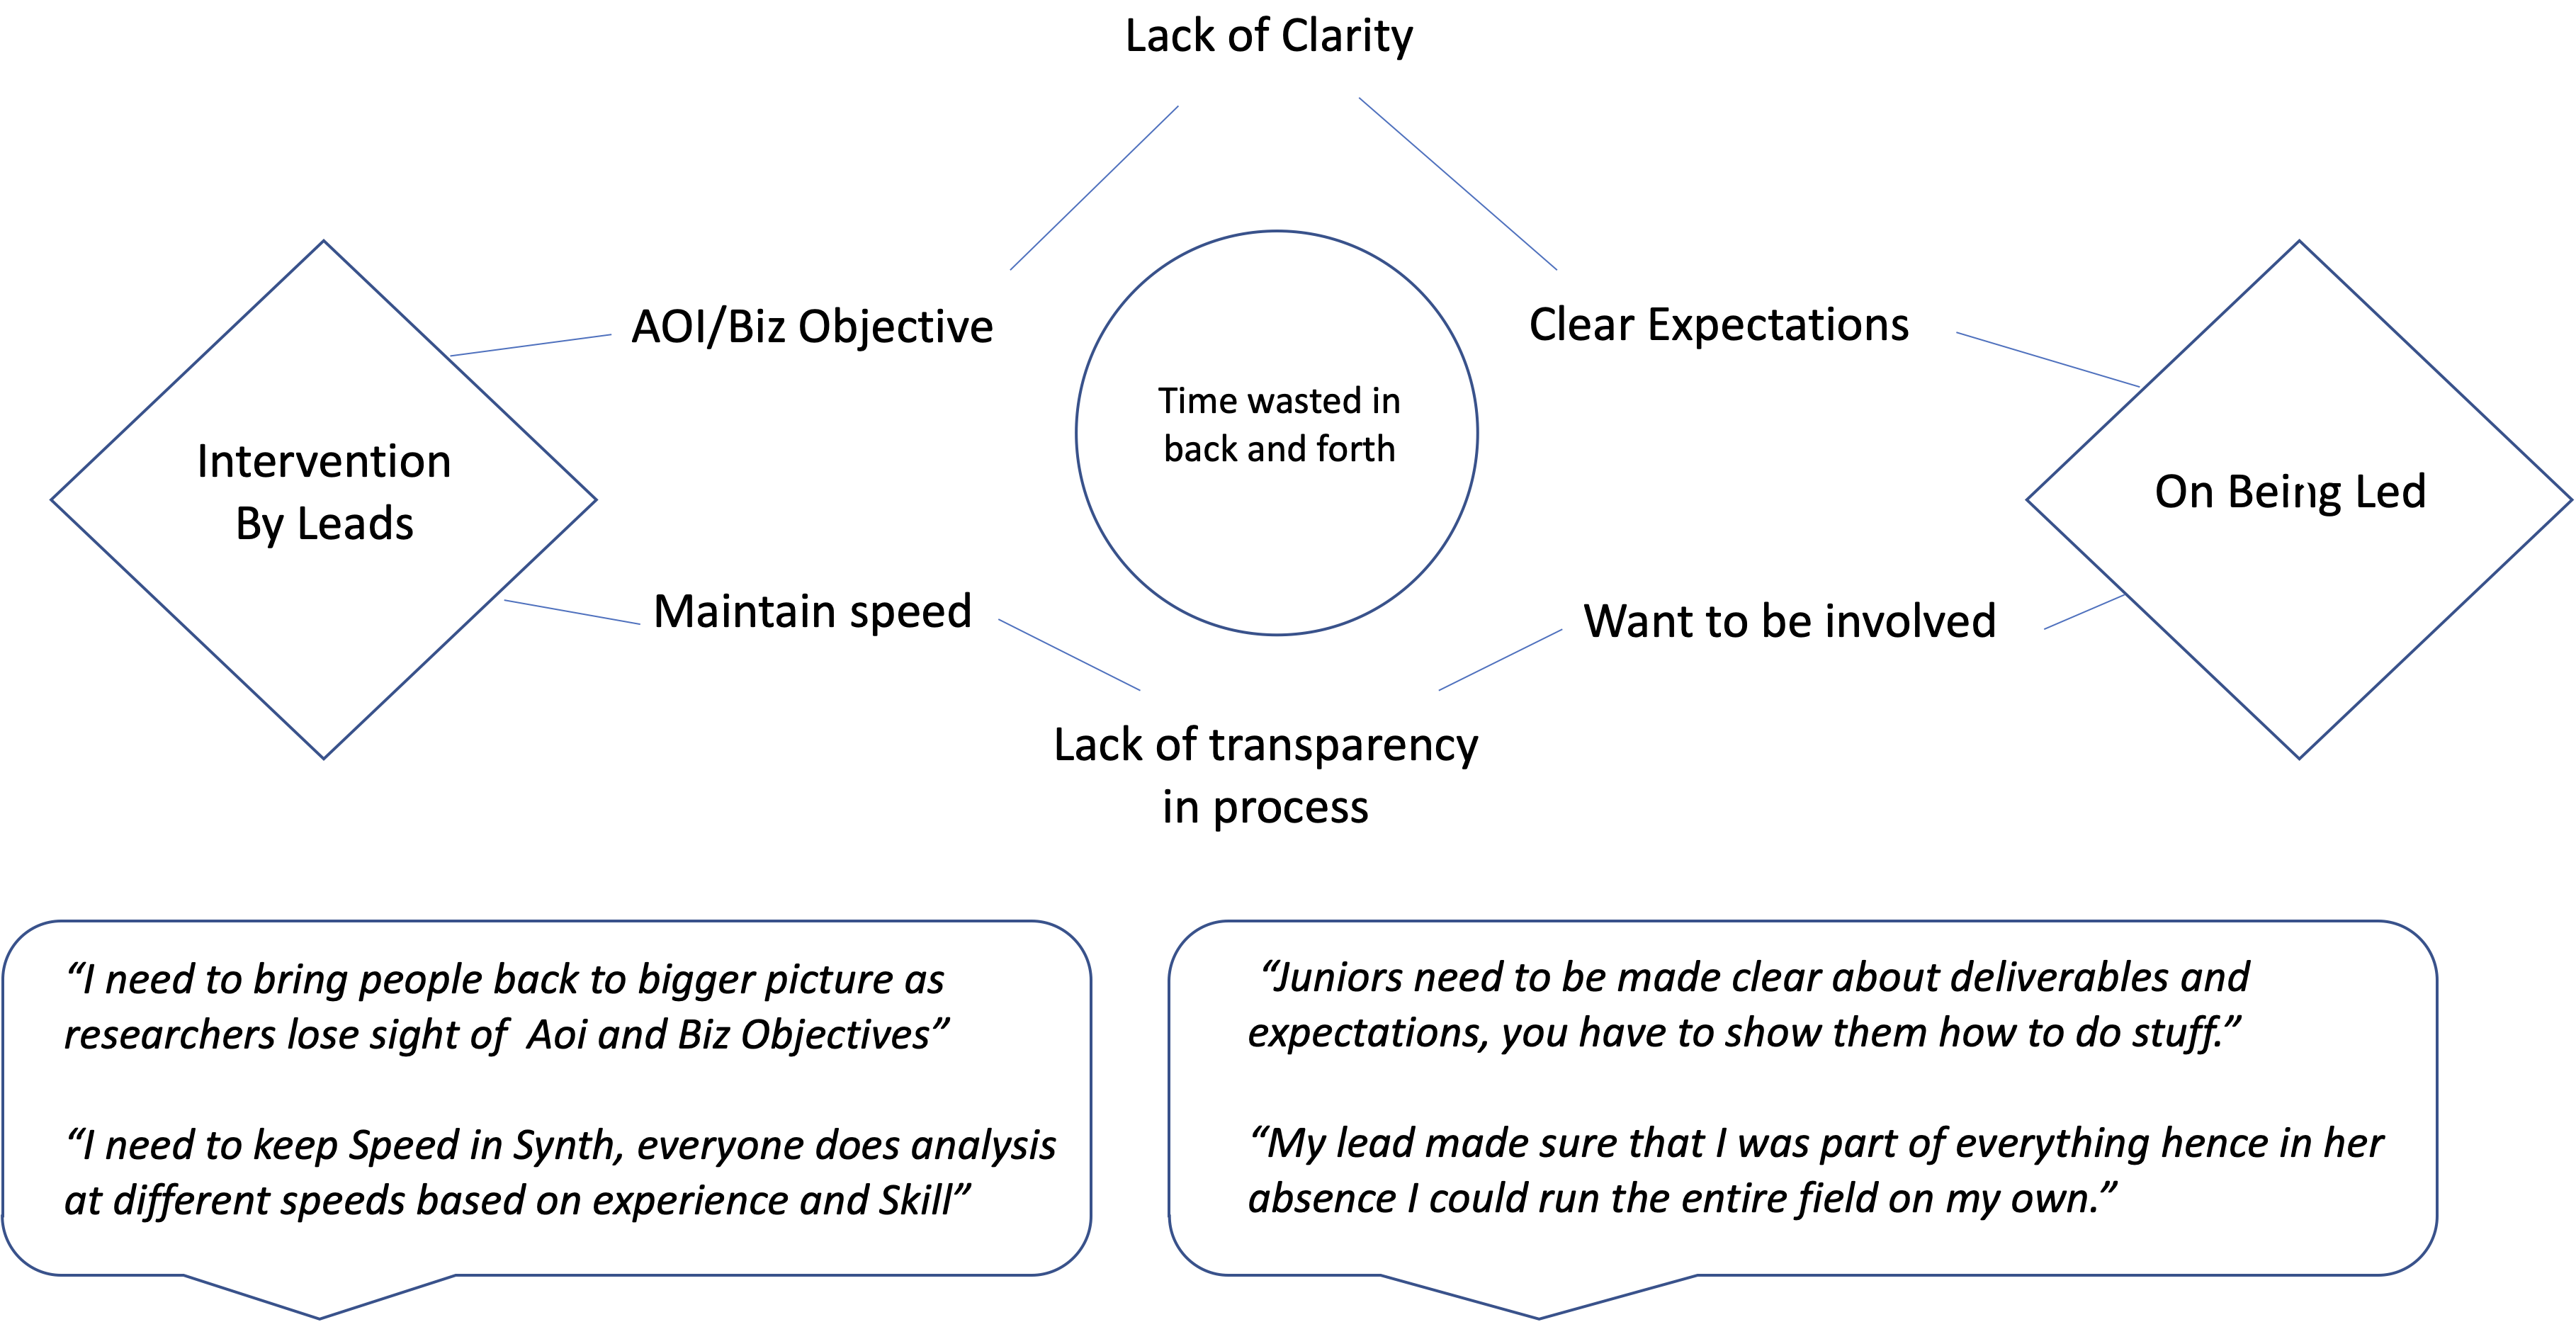 Lack of Clarity
AOI/Biz Objective
Clear Expectations
Time wasted in
back and forth
Intervention
By Leads
On Being Led
Maintain speed
Want to be involved
Lack of transparency
in process
“I need to bring people back to bigger picture as
researchers lose sight of  Aoi and Biz Objectives”
“I need to keep Speed in Synth, everyone does analysis
at different speeds based on experience and Skill”
“Juniors need to be made clear about deliverables and
expectations, you have to show them how to do stuff.”
“My lead made sure that I was part of everything hence in her
absence I could run the entire field on my own.”